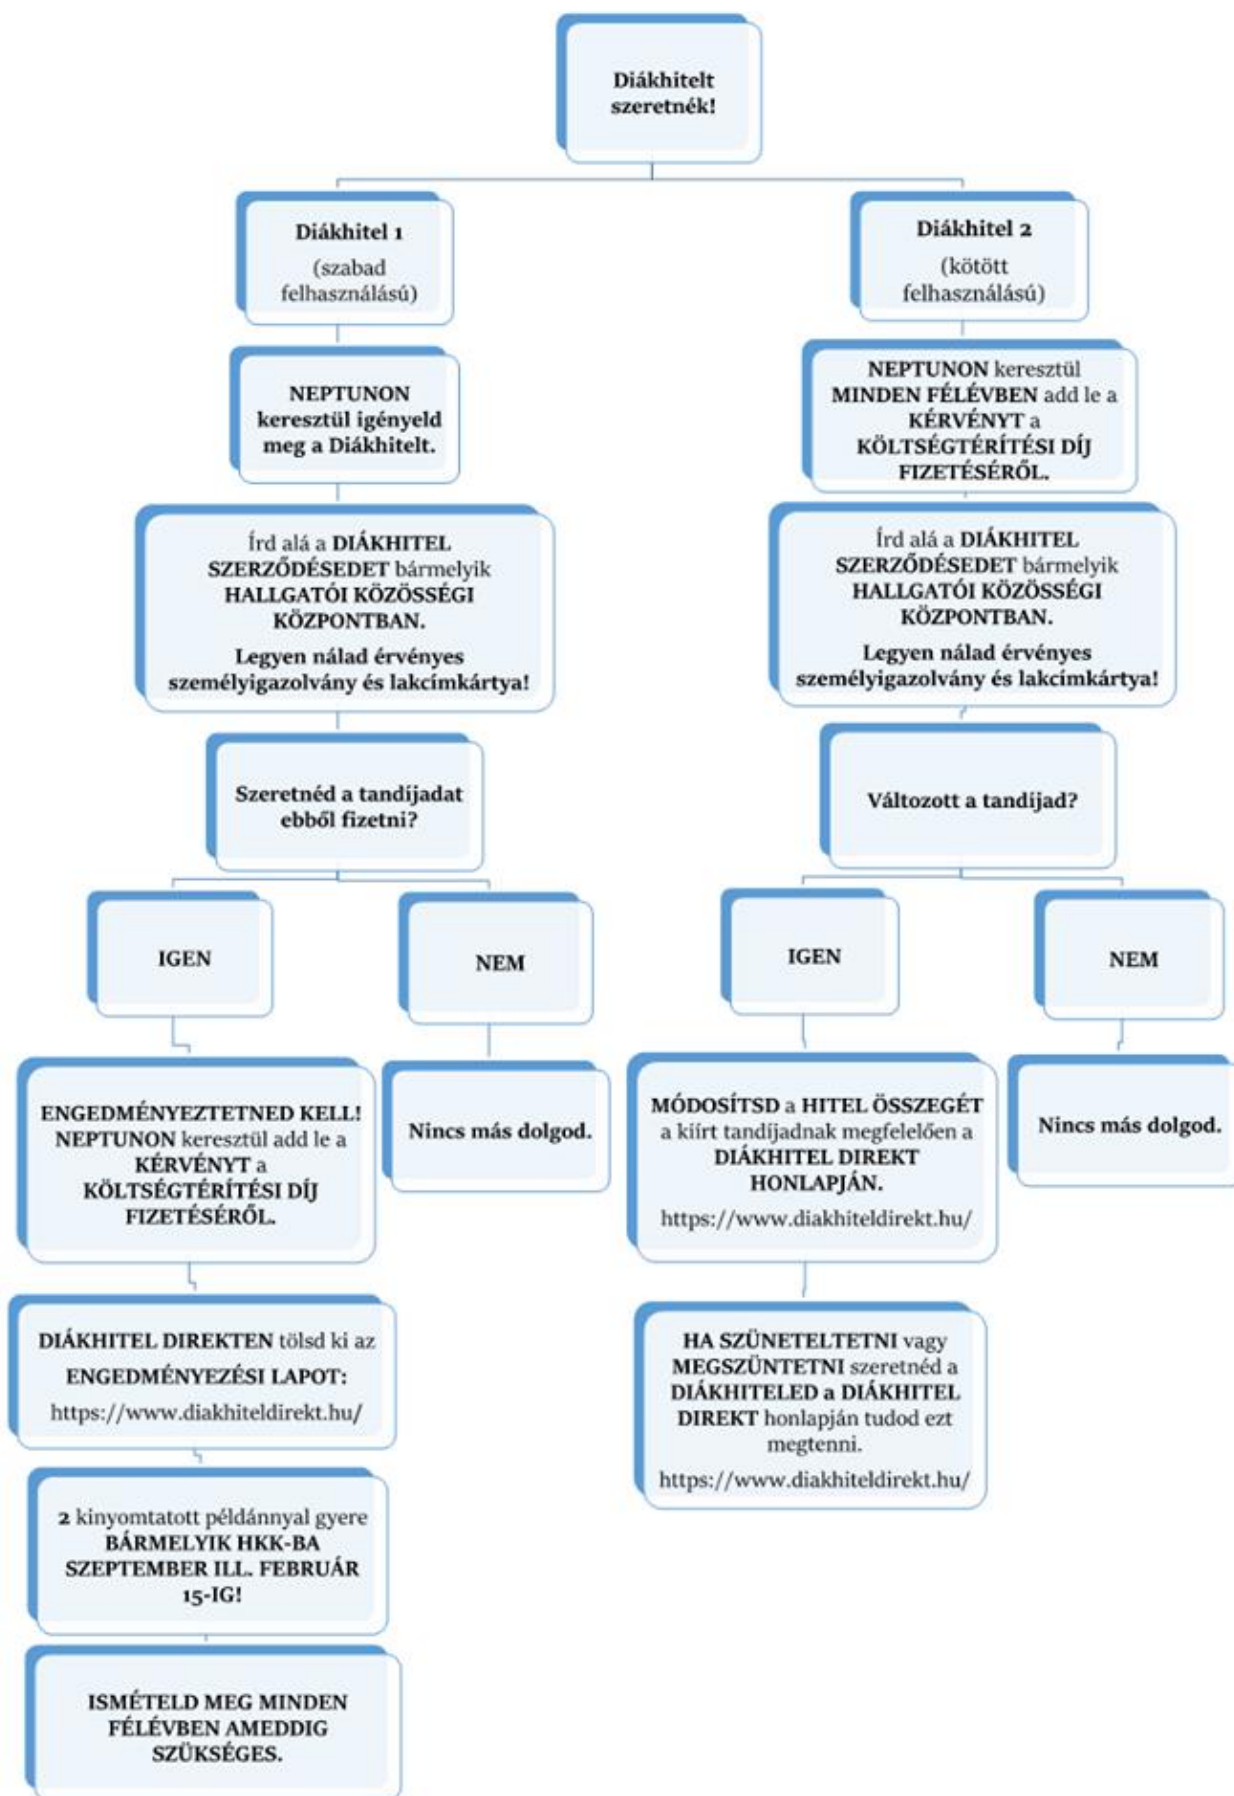 Diákhitelt
szeretnék!
Diákhitel 1
(szabad
felhasználású)
NEPTUNON
keresztül igényeld
meg a Diákhitelt.
Írd alá a DIÁKHITEL
SZERZŐDÉSEDET bármelyik
HALLGATÓI KÖZÖSSÉGI
KÖZPONTBAN.
Legyen nálad érvényes
személyigazolvány és lakcímkártya!
Szeretnéd a tandíjadat
ebből fizetni?
IGEN
ENGEDMÉNYEZTETNED KELL!
NEPTUNON keresztül add le a
KÉRVÉNYT a
KÖLTSÉGTÉRÍTÉSI DÍJ
FIZETÉSÉRŐL.
DIÁKHITEL DIREKTEN tölsd ki az
ENGEDMÉNYEZÉSI LAPOT:
https://www.diakhiteldirekt.hu/
2 kinyomtatott példánnyal gyere
BÁRMELYIK HKK-BA
SZEPTEMBER ILL. FEBRUÁR
15-IG!
ISMÉTELD MEG MINDEN
FÉLÉVBEN AMEDDIG
SZÜKSÉGES.
NEM
Nincs más dolgod.
Diákhitel 2
(kötött
felhasználású)
NEPTUNON keresztül
MINDEN FÉLÉVBEN add le a
KÉRVÉNYT a
KÖLTSÉGTÉRÍTÉSI DÍJ
FIZETÉSÉRŐL.
Írd alá a DIÁKHITEL
SZERZŐDÉSEDET bármelyik
HALLGATÓI KÖZÖSSÉGI
KÖZPONTBAN.
Legyen nálad érvényes
személyigazolvány és lakcímkártya!
Változott a tandíjad?
IGEN
MÓDOSÍTSD a HITEL ÖSSZEGÉT
a kiírt tandíjadnak megfelelően a
DIÁKHITEL DIREKT
HONLAPJÁN.
https://www.diakhiteldirekt.hu/
HA SZÜNETELTETNI vagy
MEGSZÜNTETNI szeretnéd a
DIÁKHITELED a DIÁKHITEL
DIREKT honlapján tudod ezt
megtenni.
https://www.diakhiteldirekt.hu/
NEM
Nincs más dolgod.